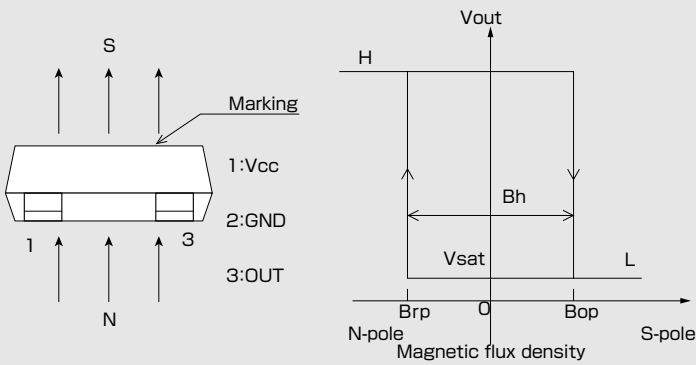 S
Marking
1:Vcc
2:GND
1
3
3:OUT
N
Vout
H
Bh
Vsat
L
Brp
O
Bop
N-pole
S-pole
Magnetic flux density